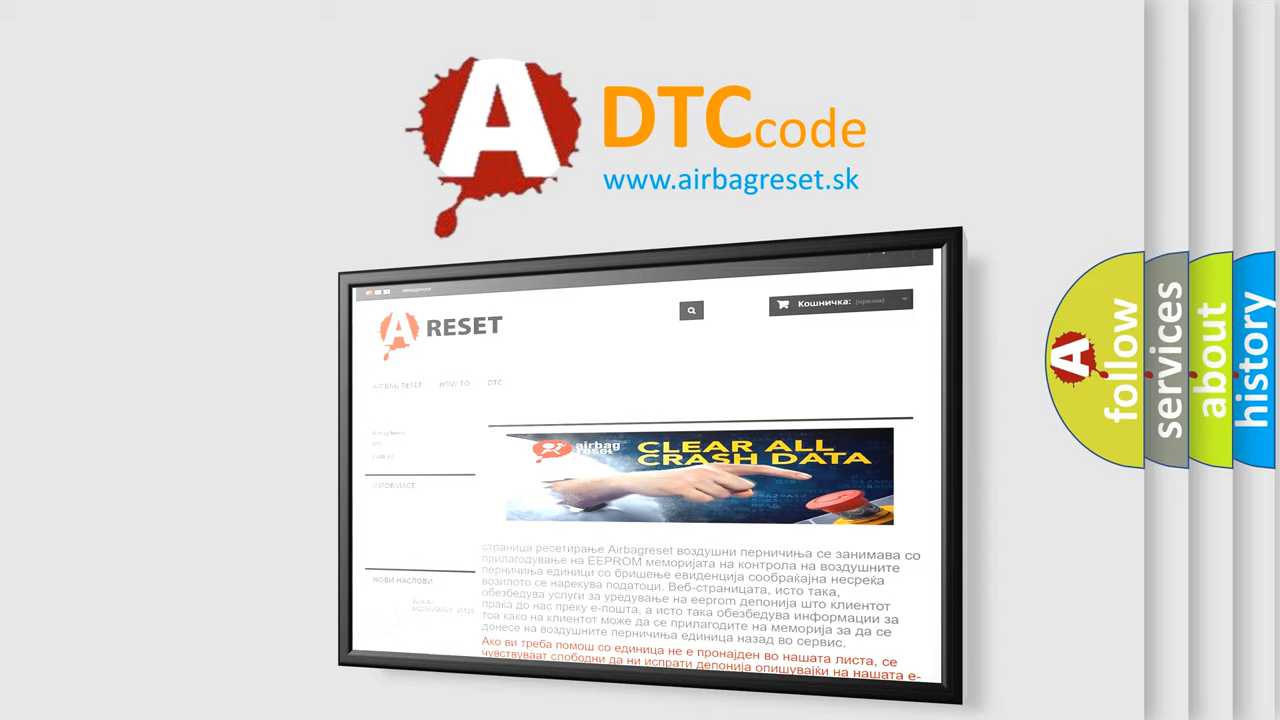 A DTCcode
www.airbagreset.sk
A RESET
Кошничка: (празни)
AIRBAG RESET HOW TO DTC
INFORMACE
airbag
reset
CLEAR ALL
CRASH DATA
страница ресетирање Airbagreset воздушни перничиња се занимава со
прилагодување на EEPROM меморијата на контрола на воздушните
перничиња единици со бришење евиденција сообраќајна несреќа
возилото се нарекува податоци. Веб-страницата, исто така,
обезбедува услуги за уредување на eeprom депонија што клиентот
праќа до нас преку е-пошта, а исто така обезбедува информации за
тоа како на клиентот може да се прилагодите на меморија за да се
донесе на воздушните перничиња единица назад во сервис.
Ако ви треба помош со единица не е пронајден во нашата листа, се
чувствуваат слободни да ни испрати депонија опишувајќи на нашата е-
НОВИ НАСЛОВИ
A follow
services
about
history